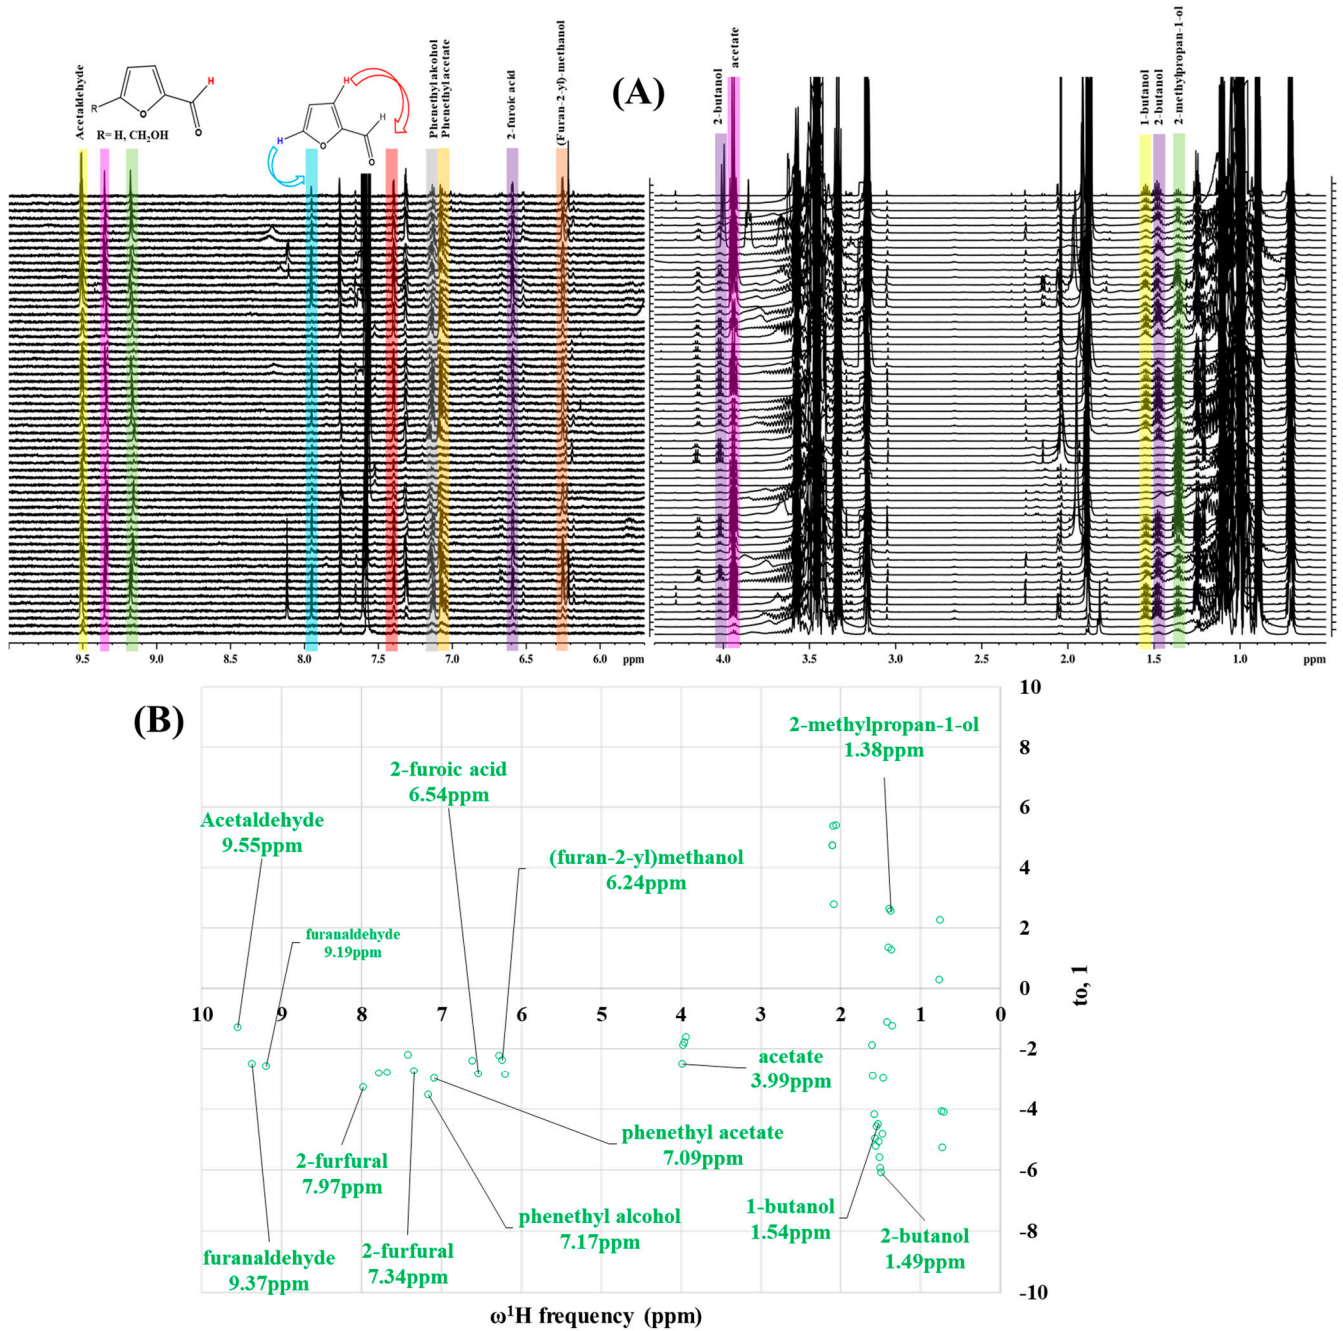 Acetaldehyde
H
R
O
O
R= H, CH₂OH
H
H
O
H
O
Phenethyl alcohol
Phenethyl acetate
2-furoic acid
(Furan-2-yl)-methanol
(A)
2-butanol
acetate
1-butanol
2-butanol
2-methylpropan-1-ol
9.5 9.0 8.5 8.0 7.5 7.0 6.5 6.0 ppm
4.0 3.5 3.0 2.5 2.0 1.5 1.0 ppm
(B)
10
8
6
4
2
0
-2
-4
-6
-8
-10
to, 1
2-methylpropan-1-ol
1.38ppm
2-furoic acid
6.54ppm
Acetaldehyde
9.55ppm
(furan-2-yl)methanol
6.24ppm
furanaldehyde
9.19ppm
10 9 8 7 6 5 4 3 2 1 0
acetate
3.99ppm
phenethyl acetate
7.09ppm
2-furfural
7.97ppm
1-butanol
1.54ppm
phenethyl alcohol
7.17ppm
2-butanol
1.49ppm
furanaldehyde
9.37ppm
2-furfural
7.34ppm
ω¹H frequency (ppm)